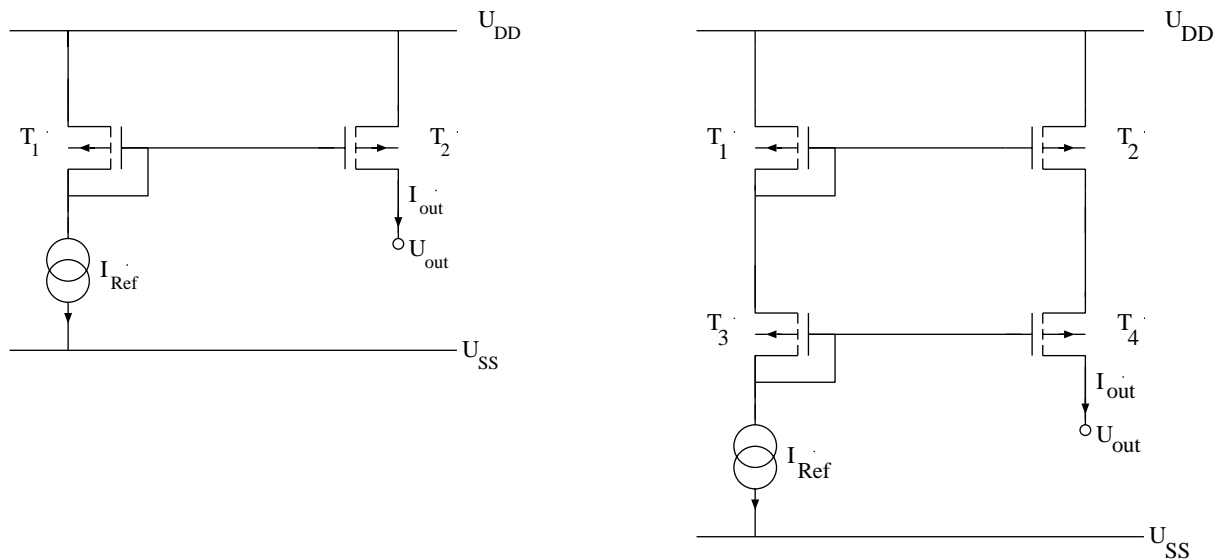 U_DD
T_1
T_2
I_out
U_out
I_Ref
U_SS
U_DD
T_1
T_2
T_3
T_4
I_out
U_out
I_Ref
U_SS